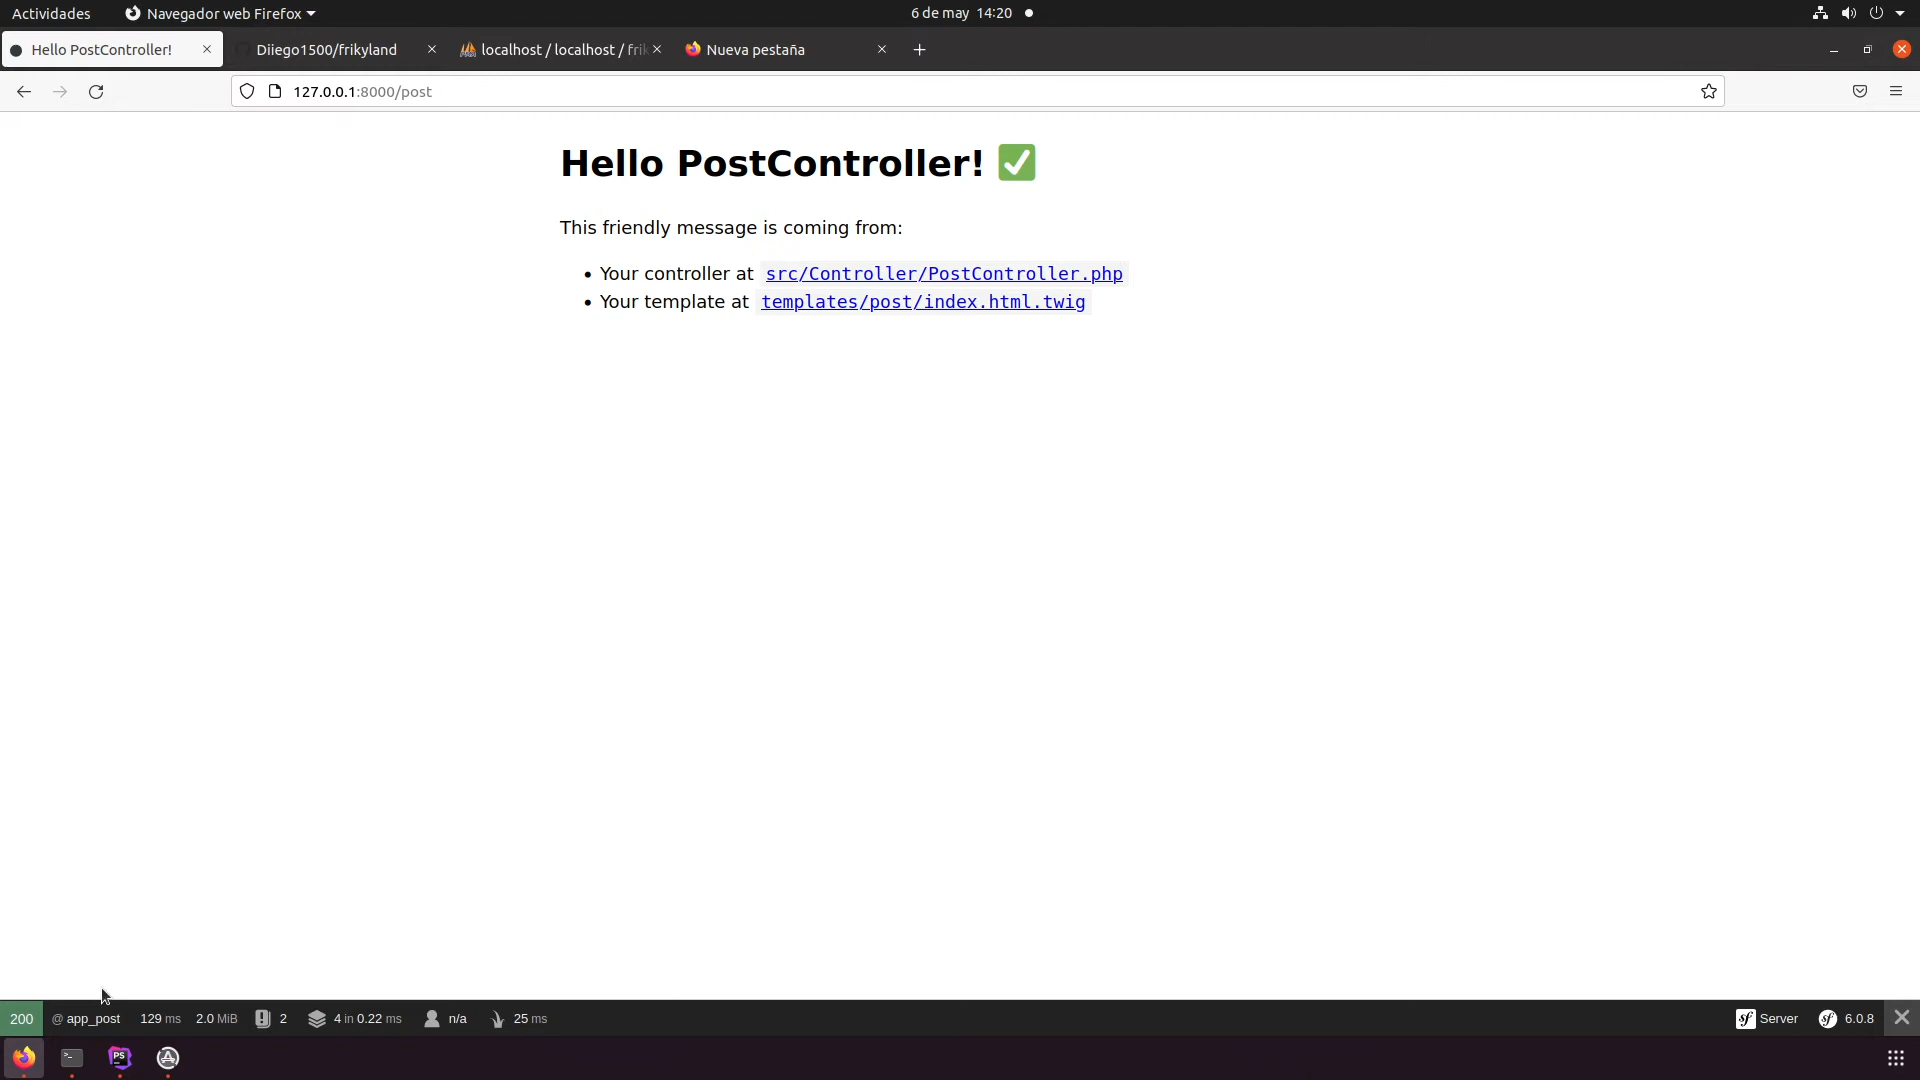 Actividades Navegador web Firefox 6 de may 14:20
Hello PostController! Diiego1500/frikyland localhost / localhost / frik Nueva pestaña
127.0.0.1:8000/post
Hello PostController! ✅
This friendly message is coming from:
• Your controller at src/Controller/PostController.php
• Your template at templates/post/index.html.twig
200 @ app_post 129 ms 2.0 MiB 2 4 in 0.22 ms n/a 25 ms sf Server sf 6.0.8
>_ PS